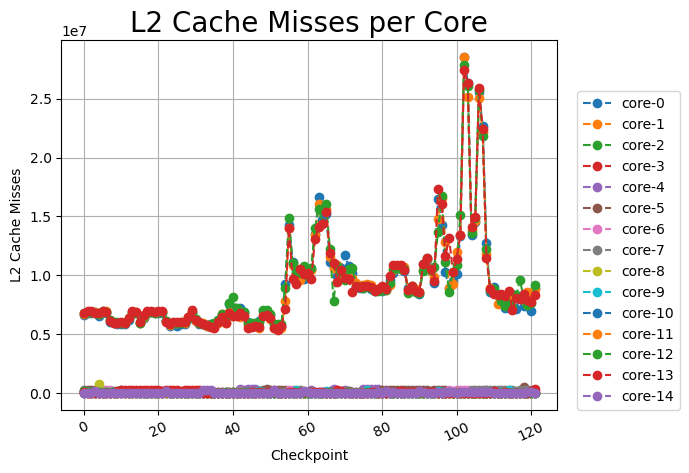 L2 Cache Misses per Core
1e7
L2 Cache Misses
2.5
2.0
1.5
1.0
0.5
0.0
0
20
40
60
80
100
120
Checkpoint
core-0
core-1
core-2
core-3
core-4
core-5
core-6
core-7
core-8
core-9
core-10
core-11
core-12
core-13
core-14